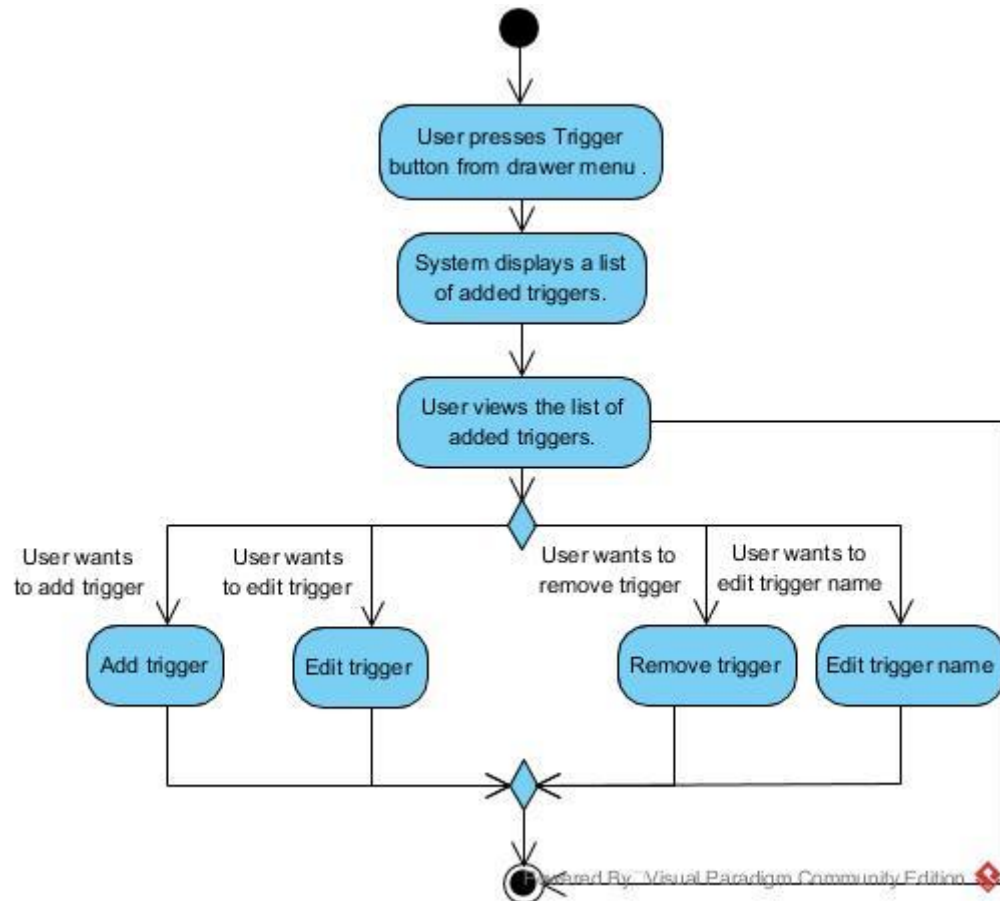 User presses Trigger
button from drawer menu .
System displays a list
of added triggers.
User views the list of
added triggers.
User wants
to add trigger
User wants
to edit trigger
User wants to
remove trigger
User wants to
edit trigger name
Add trigger
Edit trigger
Remove trigger
Edit trigger name
Powered By Visual Paradigm Community Edition